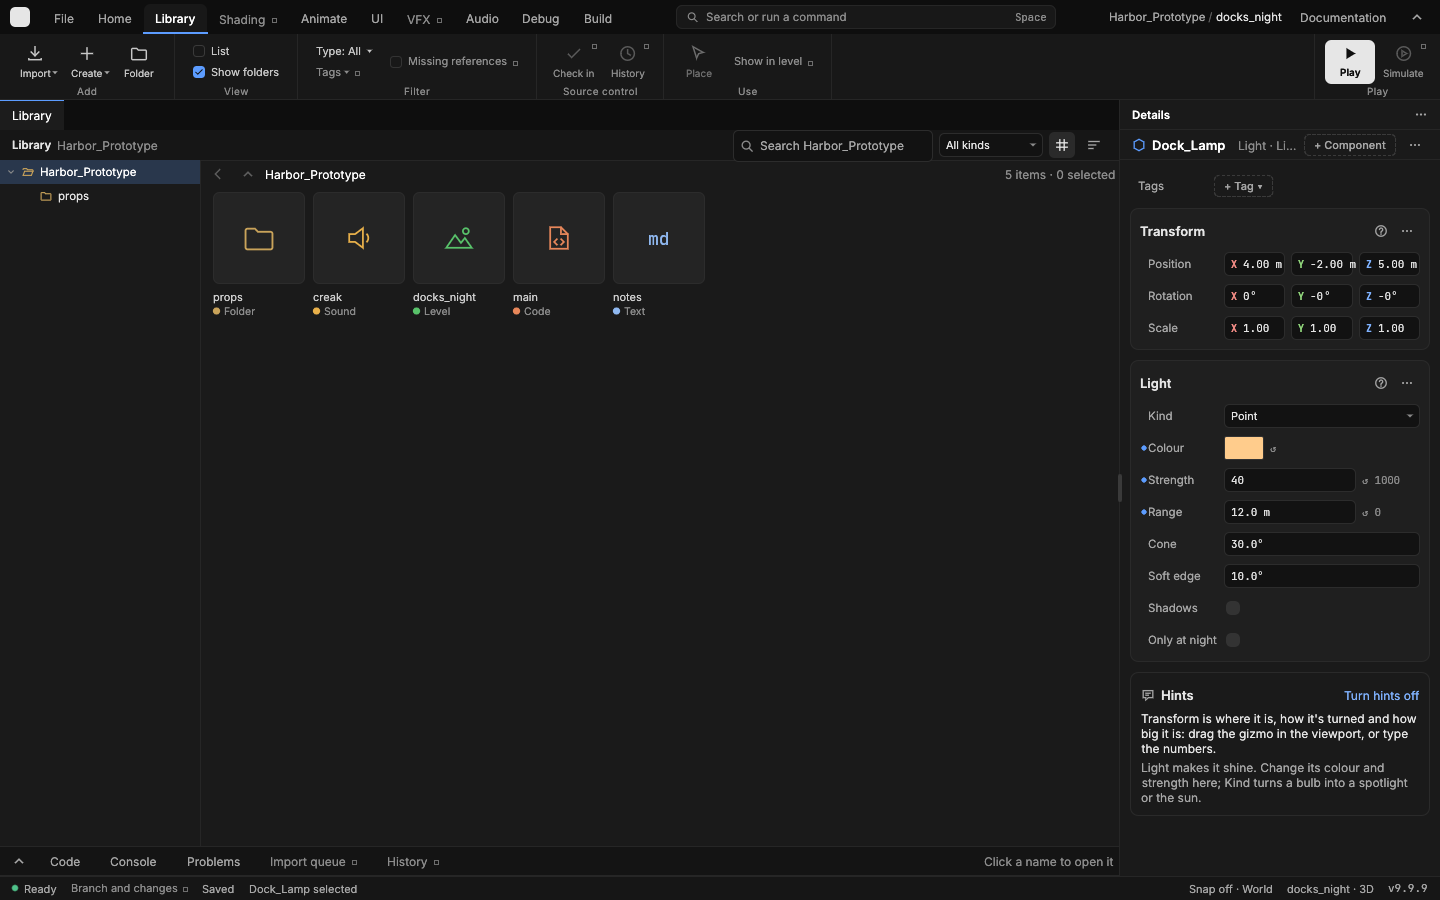 File Home Library Shading Animate UI VFX Audio Debug Build
Search or run a command Space
Harbor_Prototype / docks_night Documentation
Import Create Folder
Add
List
Show folders
View
Type: All
Tags
Missing references
Filter
Check in History
Source control
Place Show in level
Use
Play Simulate
Play
Library
Library Harbor_Prototype
Search Harbor_Prototype
All kinds
Harbor_Prototype
props
Harbor_Prototype
5 items · 0 selected
md
props creak docks_night main notes
Folder Sound Level Code Text
Details
Dock_Lamp Light · Li... + Component
Tags + Tag
Transform
Position X 4.00 m Y -2.00 m Z 5.00 m
Rotation X 0° Y -0° Z -0°
Scale X 1.00 Y 1.00 Z 1.00
Light
Kind Point
Colour
Strength 40 1000
Range 12.0 m 0
Cone 30.0°
Soft edge 10.0°
Shadows
Only at night
Hints Turn hints off
Transform is where it is, how it's turned and how
big it is: drag the gizmo in the viewport, or type
the numbers.
Light makes it shine. Change its colour and
strength here; Kind turns a bulb into a spotlight
or the sun.
Code Console Problems Import queue History
Click a name to open it
Ready Branch and changes Saved Dock_Lamp selected
Snap off · World docks_night · 3D v9.9.9